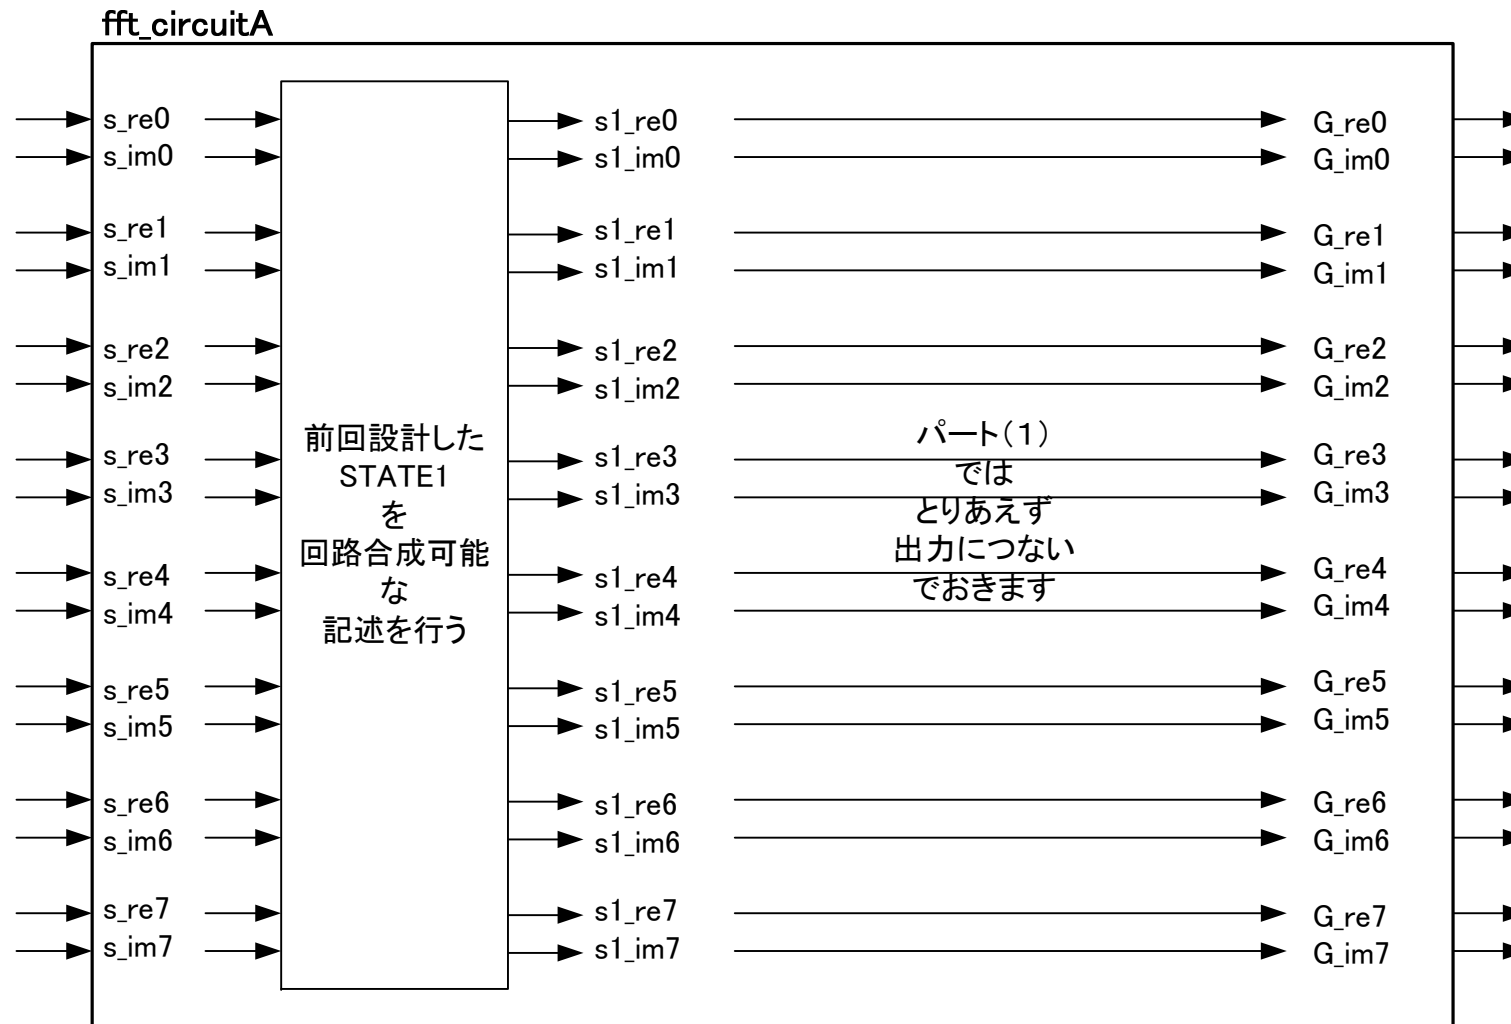 fft_circuitA
s_re0 s1_re0 G_re0
s_im0 s1_im0 G_im0
s_re1 s1_re1 G_re1
s_im1 s1_im1 G_im1
s_re2 s1_re2 G_re2
s_im2 s1_im2 G_im2
s_re3 s1_re3 G_re3
s_im3 s1_im3 G_im3
s_re4 s1_re4 G_re4
s_im4 s1_im4 G_im4
s_re5 s1_re5 G_re5
s_im5 s1_im5 G_im5
s_re6 s1_re6 G_re6
s_im6 s1_im6 G_im6
s_re7 s1_re7 G_re7
s_im7 s1_im7 G_im7
前回設計した
STATE1
を
回路合成可能
な
記述を行う
パート（１）
では
とりあえず
出力につない
でおきます